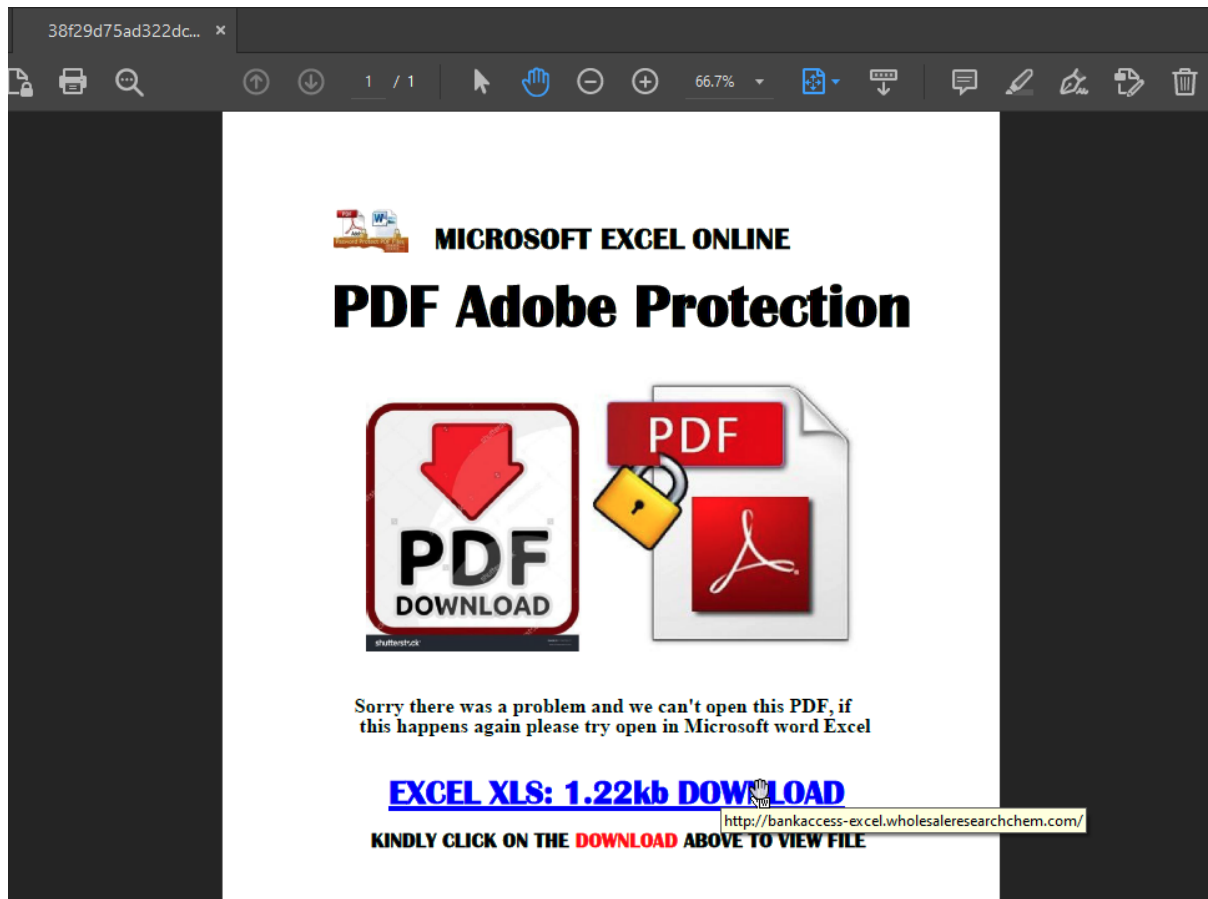 38f29d75ad322dc... ×
1 / 1
66.7%
MICROSOFT EXCEL ONLINE
PDF Adobe Protection
PDF
PDF
DOWNLOAD
shutterstock
Sorry there was a problem and we can't open this PDF, if
this happens again please try open in Microsoft word Excel
EXCEL XLS: 1.22kb DOWNLOAD
http://bankaccess-excel.wholesaleresearchchem.com/
KINDLY CLICK ON THE DOWNLOAD ABOVE TO VIEW FILE